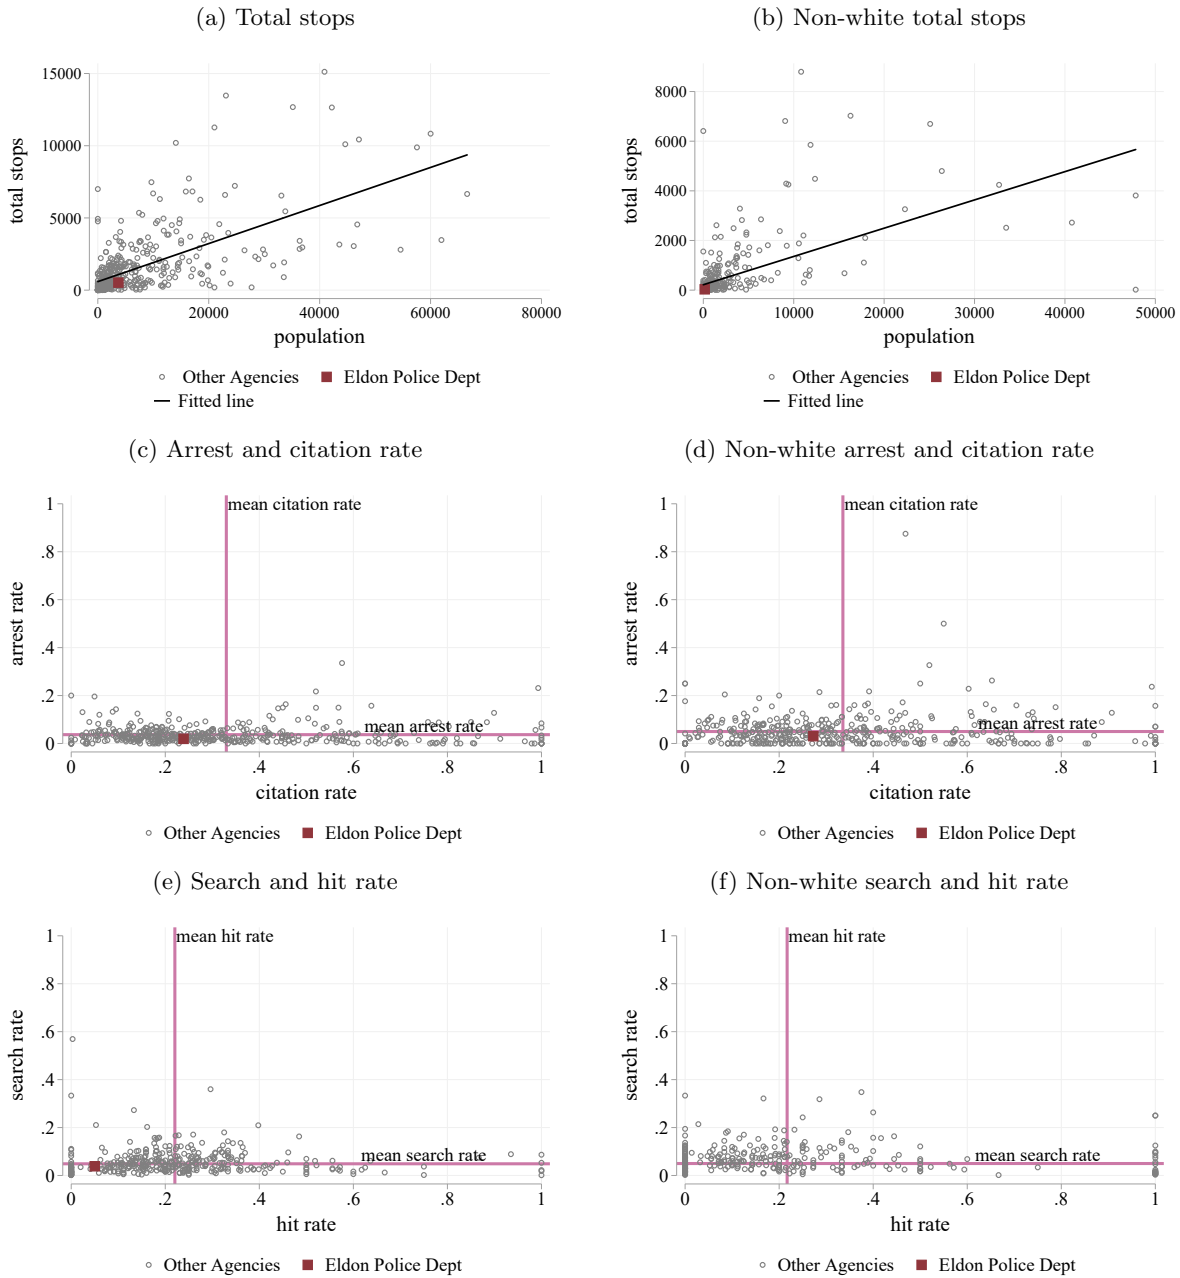 (a) Total stops
(b) Non-white total stops
15000
10000
5000
0
total stops
0 20000 40000 60000 80000
population
Other Agencies Eldon Police Dept
Fitted line
8000
6000
4000
2000
0
total stops
0 10000 20000 30000 40000 50000
population
Other Agencies Eldon Police Dept
Fitted line
(c) Arrest and citation rate
(d) Non-white arrest and citation rate
1
.8
.6
.4
.2
0
arrest rate
mean citation rate
mean arrest rate
0 .2 .4 .6 .8 1
citation rate
Other Agencies Eldon Police Dept
1
.8
.6
.4
.2
0
arrest rate
mean citation rate
mean arrest rate
0 .2 .4 .6 .8 1
citation rate
Other Agencies Eldon Police Dept
(e) Search and hit rate
(f) Non-white search and hit rate
1
.8
.6
.4
.2
0
search rate
mean hit rate
mean search rate
0 .2 .4 .6 .8 1
hit rate
Other Agencies Eldon Police Dept
1
.8
.6
.4
.2
0
search rate
mean hit rate
mean search rate
0 .2 .4 .6 .8 1
hit rate
Other Agencies Eldon Police Dept